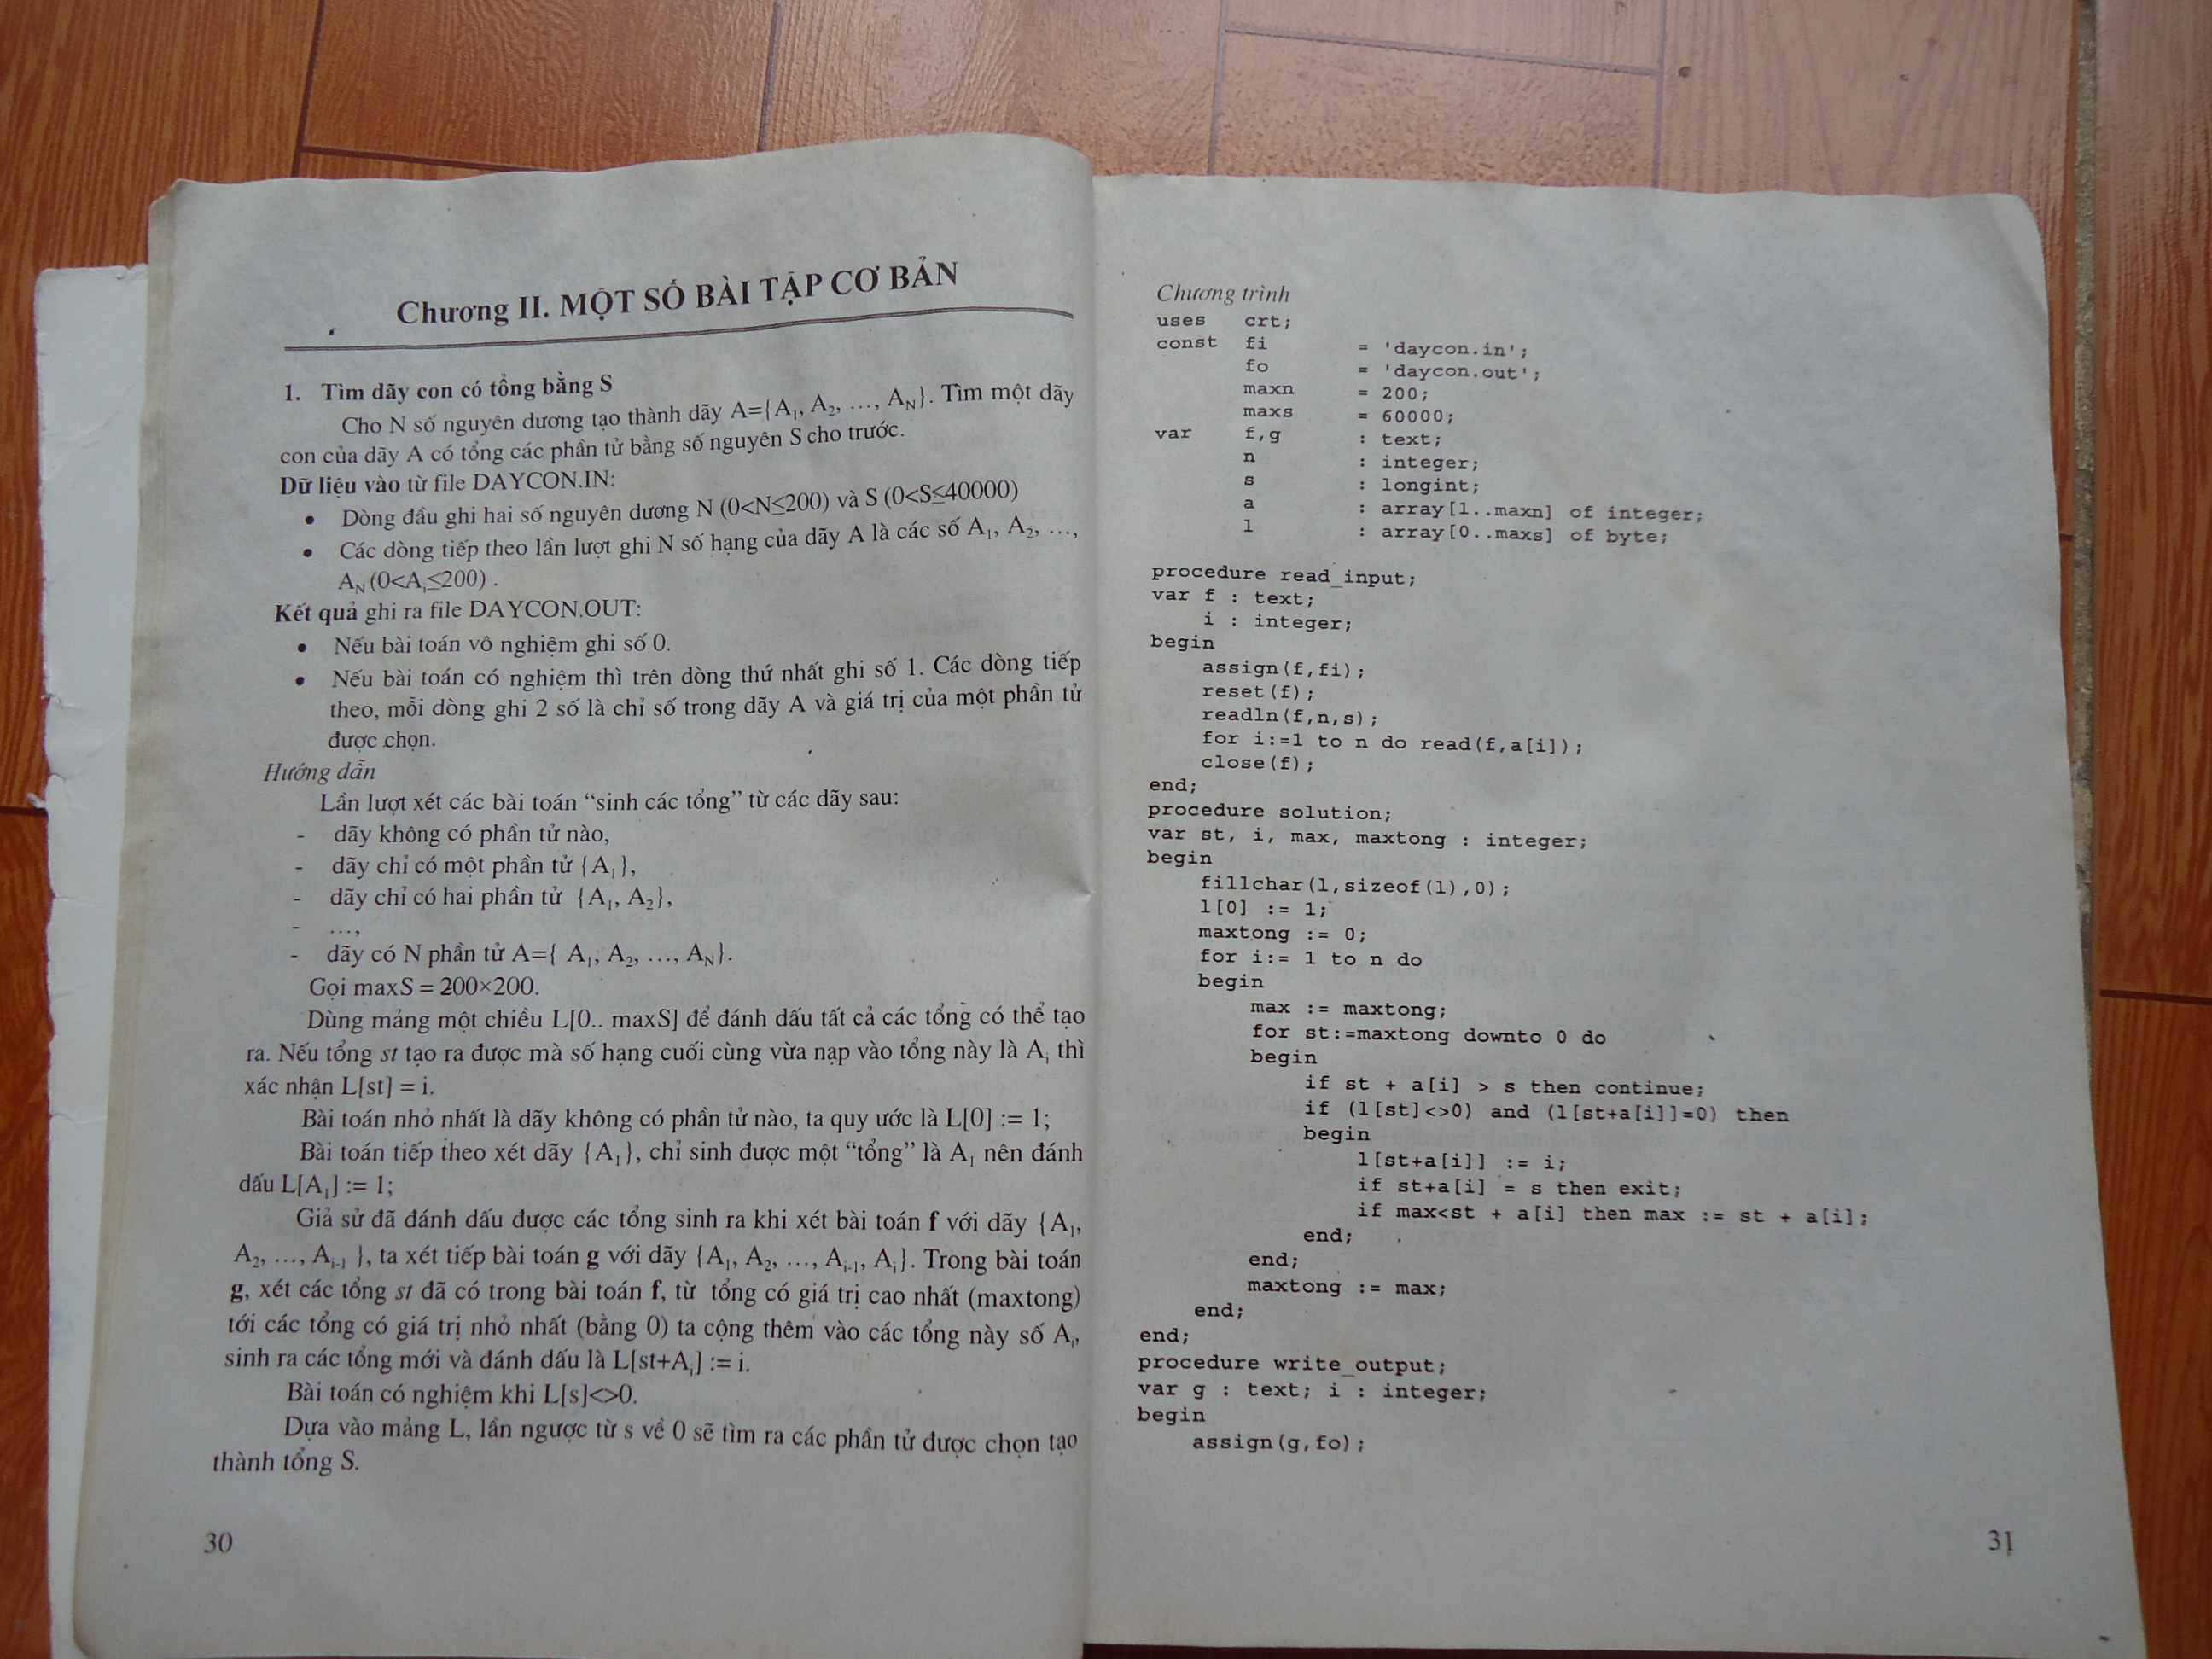 Chương II. MỘT SỐ BÀI TẬP CƠ BẢN
1. Tìm dãy con có tổng bằng S
Cho N số nguyên dương tạo thành dãy A={A₁, A₂, ..., A_N}. Tìm một dãy
con của dãy A có tổng các phần tử bằng số nguyên S cho trước.
Dữ liệu vào từ file DAYCON.IN:
• Dòng đầu ghi hai số nguyên dương N (0<N≤200) và S (0<S≤40000)
• Các dòng tiếp theo lần lượt ghi N số hạng của dãy A là các số A₁, A₂, ...,
A_N (0<Aᵢ≤200) .
Kết quả ghi ra file DAYCON.OUT:
• Nếu bài toán vô nghiệm ghi số 0.
• Nếu bài toán có nghiệm thì trên dòng thứ nhất ghi số 1. Các dòng tiếp
theo, mỗi dòng ghi 2 số là chỉ số trong dãy A và giá trị của một phần tử
được chọn.
Hướng dẫn
Lần lượt xét các bài toán “sinh các tổng” từ các dãy sau:
- dãy không có phần tử nào,
- dãy chỉ có một phần tử {A₁},
- dãy chỉ có hai phần tử {A₁, A₂},
- ...,
- dãy có N phần tử A={ A₁, A₂, ..., A_N}.
Gọi maxS = 200×200.
Dùng mảng một chiều L[0.. maxS] để đánh dấu tất cả các tổng có thể tạo
ra. Nếu tổng st tạo ra được mà số hạng cuối cùng vừa nạp vào tổng này là Aᵢ thì
xác nhận L[st] = i.
Bài toán nhỏ nhất là dãy không có phần tử nào, ta quy ước là L[0] := 1;
Bài toán tiếp theo xét dãy {A₁}, chỉ sinh được một “tổng” là A₁ nên đánh
dấu L[A₁] := 1;
Giả sử đã đánh dấu được các tổng sinh ra khi xét bài toán f với dãy {A₁,
A₂, ..., Aᵢ₋₁ }, ta xét tiếp bài toán g với dãy {A₁, A₂, ..., Aᵢ₋₁, Aᵢ}. Trong bài toán
g, xét các tổng st đã có trong bài toán f, từ tổng có giá trị cao nhất (maxtong)
tới các tổng có giá trị nhỏ nhất (bằng 0) ta cộng thêm vào các tổng này số Aᵢ,
sinh ra các tổng mới và đánh dấu là L[st+Aᵢ] := i.
Bài toán có nghiệm khi L[s]<>0.
Dựa vào mảng L, lần ngược từ s về 0 sẽ tìm ra các phần tử được chọn tạo
thành tổng S.
30
Chương trình
uses crt;
const fi = 'daycon.in';
fo = 'daycon.out';
maxn = 200;
maxs = 60000;
var f,g : text;
n : integer;
s : longint;
a : array[1..maxn] of integer;
l : array[0..maxs] of byte;
procedure read_input;
var f : text;
i : integer;
begin
assign(f,fi);
reset(f);
readln(f,n,s);
for i:=1 to n do read(f,a[i]);
close(f);
end;
procedure solution;
var st, i, max, maxtong : integer;
begin
fillchar(l,sizeof(l),0);
l[0] := 1;
maxtong := 0;
for i:= 1 to n do
begin
max := maxtong;
for st:=maxtong downto 0 do
begin
if st + a[i] > s then continue;
if (l[st]<>0) and (l[st+a[i]]=0) then
begin
l[st+a[i]] := i;
if st+a[i] = s then exit;
if max<st + a[i] then max := st + a[i];
end;
end;
maxtong := max;
end;
end;
procedure write_output;
var g : text; i : integer;
begin
assign(g,fo);
31